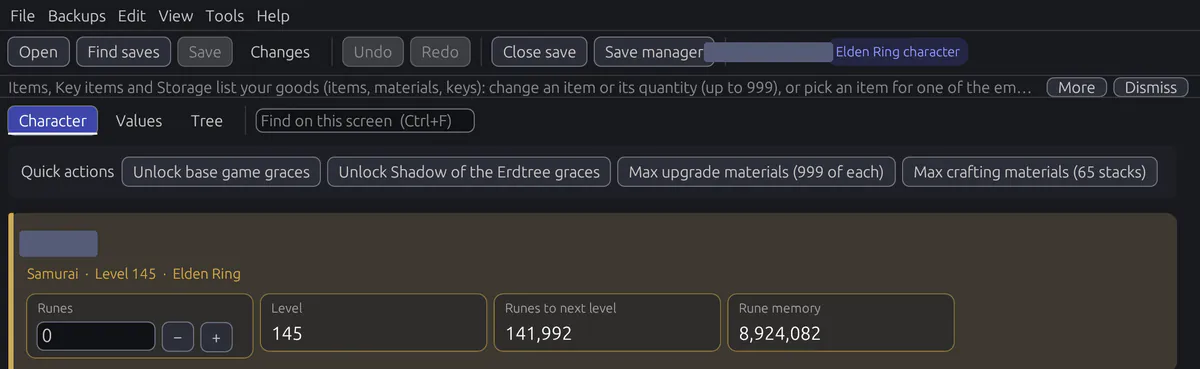 File Backups Edit View Tools Help
Open Find saves Save Changes Undo Redo Close save Save manager Elden Ring character
Items, Key items and Storage list your goods (items, materials, keys): change an item or its quantity (up to 999), or pick an item for one of the em… More Dismiss
Character Values Tree Find on this screen (Ctrl+F)
Quick actions Unlock base game graces Unlock Shadow of the Erdtree graces Max upgrade materials (999 of each) Max crafting materials (65 stacks)
Samurai · Level 145 · Elden Ring
Runes Level Runes to next level Rune memory
0 − + 145 141,992 8,924,082